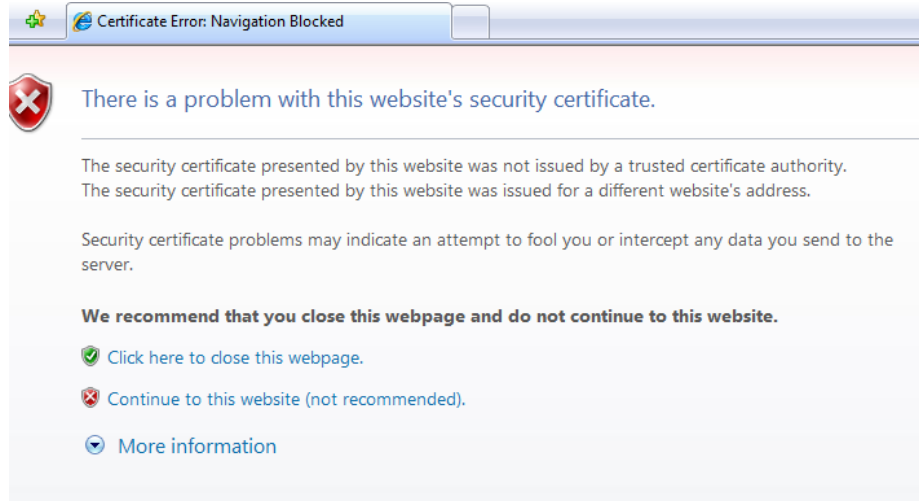 Certificate Error: Navigation Blocked
There is a problem with this website's security certificate.
The security certificate presented by this website was not issued by a trusted certificate authority.
The security certificate presented by this website was issued for a different website's address.
Security certificate problems may indicate an attempt to fool you or intercept any data you send to the
server.
We recommend that you close this webpage and do not continue to this website.
Click here to close this webpage.
Continue to this website (not recommended).
More information